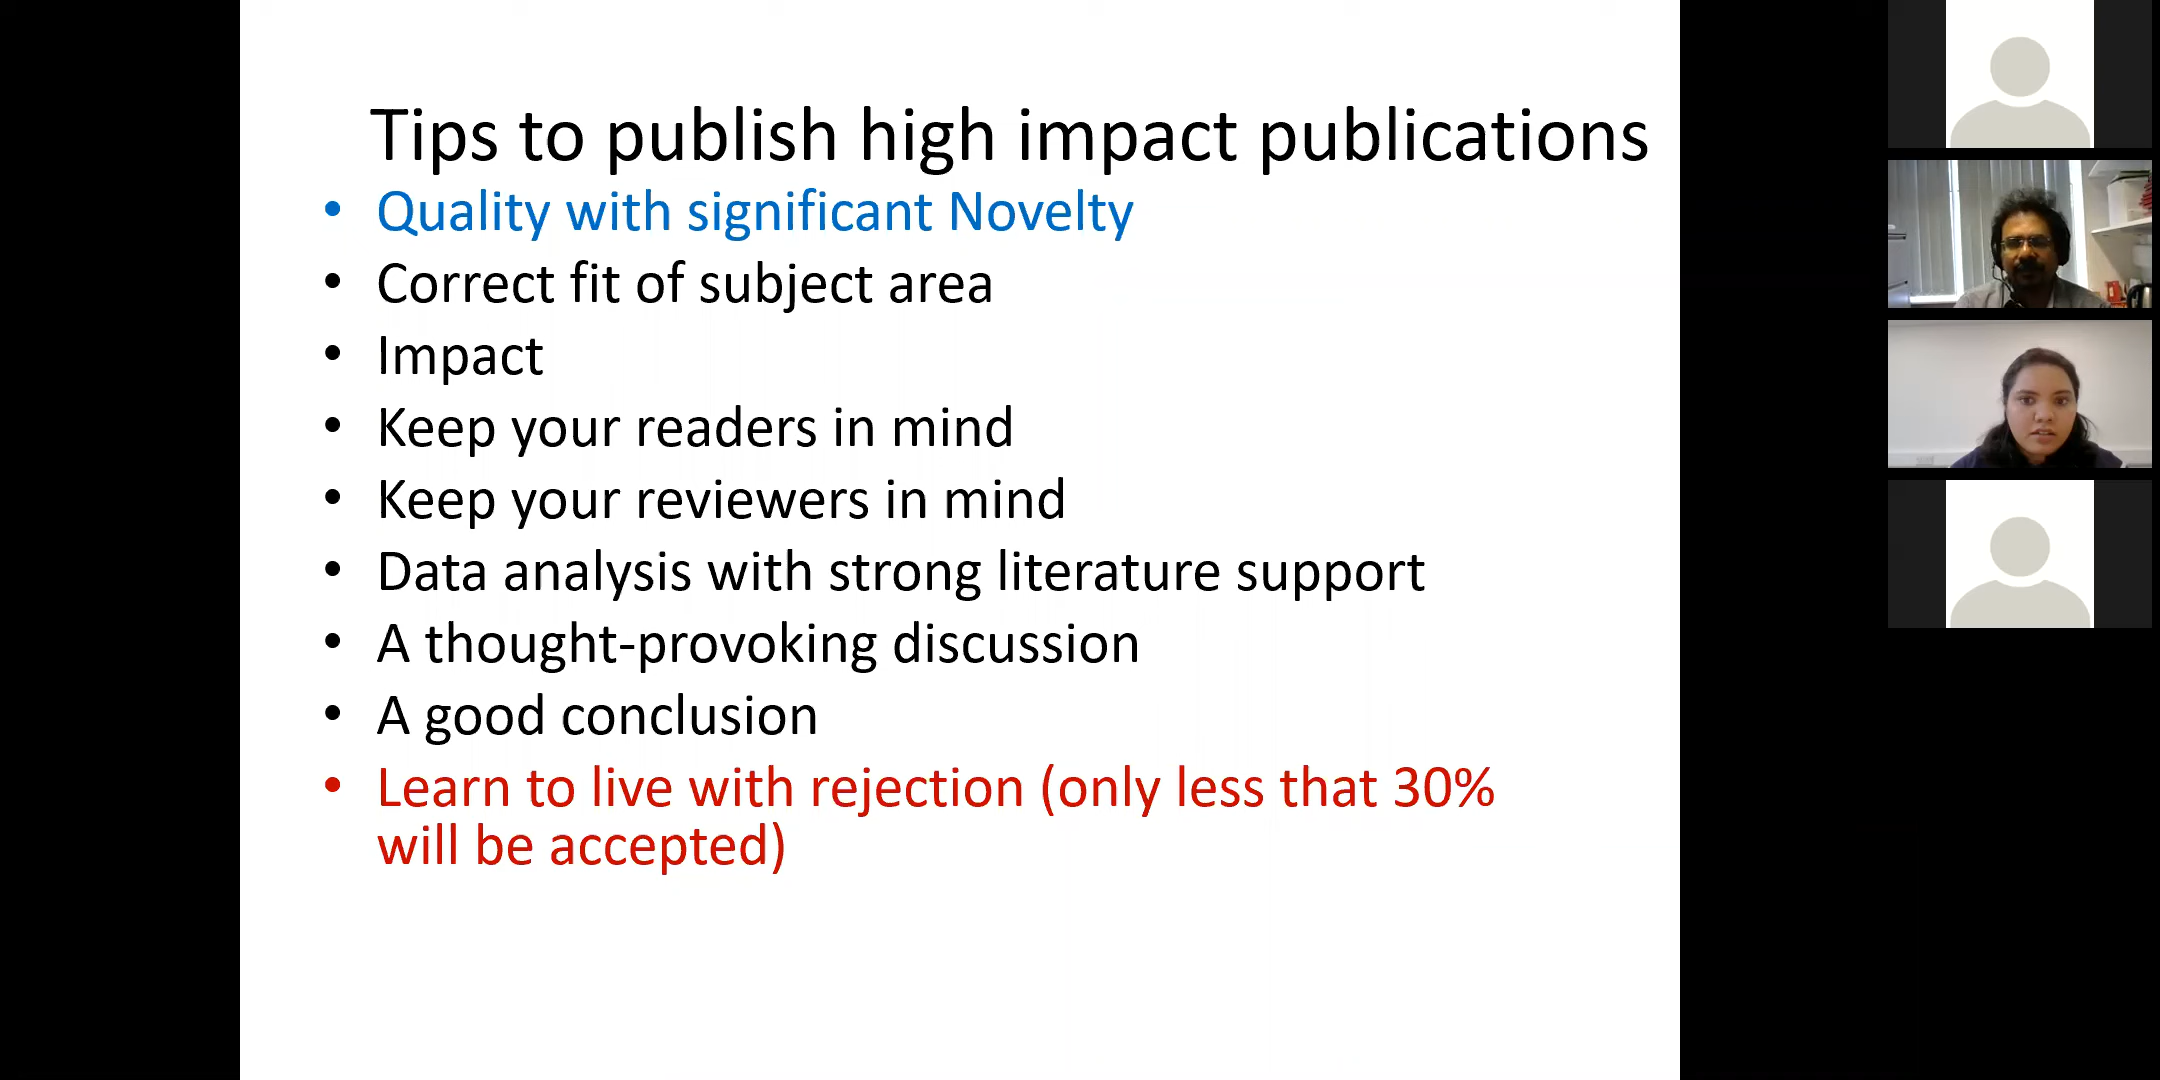 Tips to publish high impact publications
• Quality with significant Novelty
• Correct fit of subject area
• Impact
• Keep your readers in mind
• Keep your reviewers in mind
• Data analysis with strong literature support
• A thought-provoking discussion
• A good conclusion
• Learn to live with rejection (only less that 30%
will be accepted)